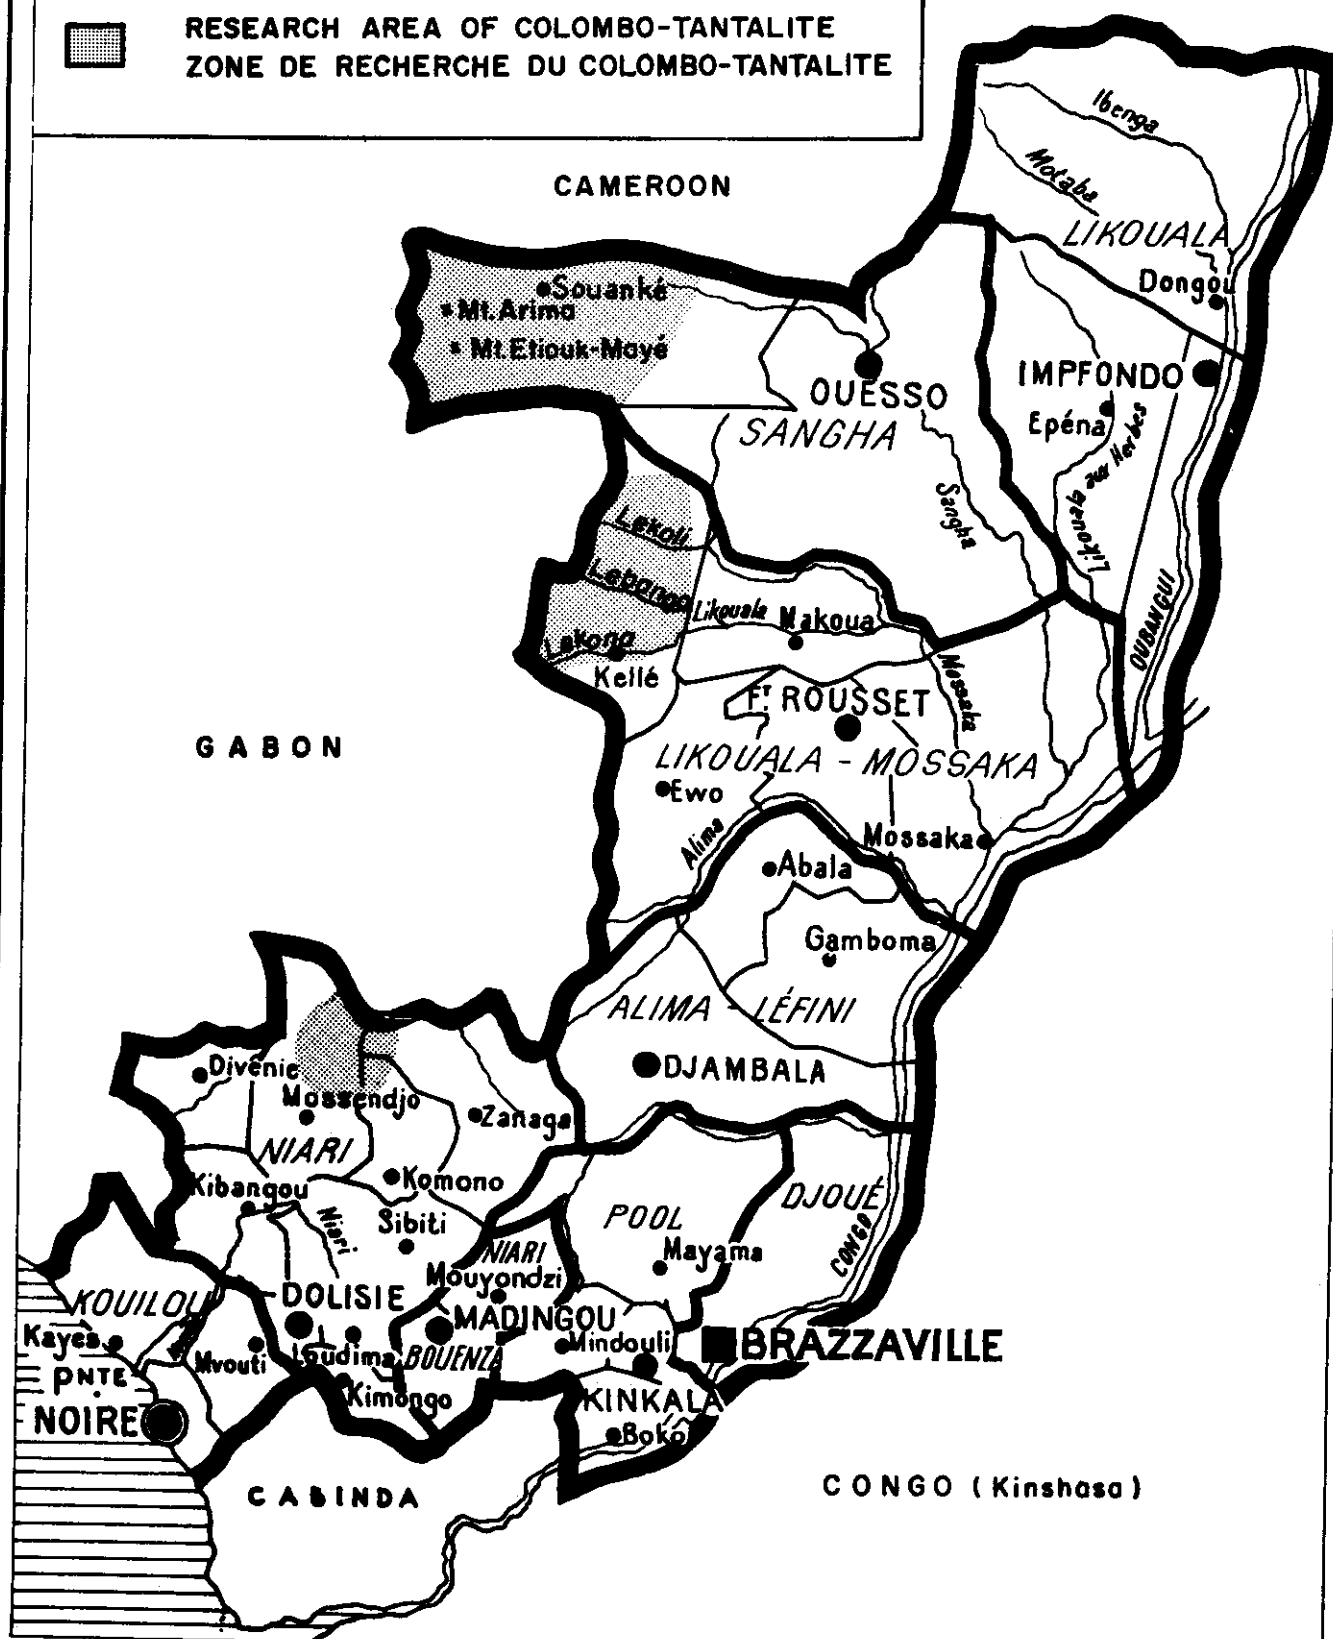 RESEARCH AREA OF COLOMBO-TANTALITE
ZONE DE RECHERCHE DU COLOMBO-TANTALITE
Ibenga
Motaba
CAMEROON
LIKOUALA
Dongou
Souanké
Mt. Arima
Mt. Etiouk-Mayé
IMPFONDO
OUESSO
Epéna
SANGHA
Likouala aux Herbes
Sangha
Lekoli
Lebango
Likouala
Makoua
OUBANGUI
Lekona
Kellé
Mossaka
FT ROUSSET
GABON
LIKOUALA - MOSSAKA
Ewo
Alima
Mossaka
Abala
Gamboma
ALIMA - LÉFINI
Divénie
DJAMBALA
Mossendjo
Zanaga
NIARI
Kibangou
Komono
DJOUÉ
POOL
Niari
Sibiti
CONGO
NIARI
Mayama
Mouyondzi
KOUILOU
DOLISIE
MADINGOU
Kayes
Mindouli
BRAZZAVILLE
Mvouti
Loudima
BOUENZA
PNTE
Kimongo
KINKALA
NOIRE
Boko
CABINDA
CONGO (Kinshasa)